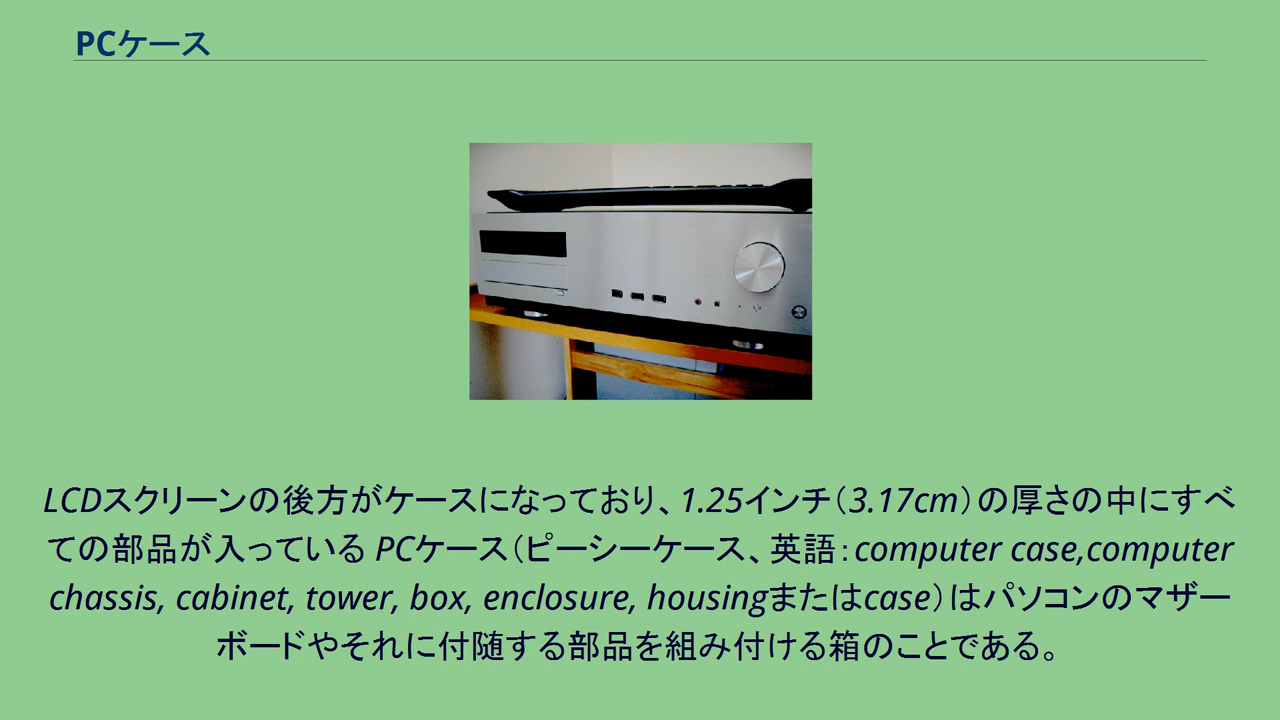 PCケース
LCDスクリーンの後方がケースになっており、1.25インチ（3.17cm）の厚さの中にすべ
ての部品が入っている PCケース（ピーシーケース、英語：computer case,computer
chassis, cabinet, tower, box, enclosure, housingまたはcase）はパソコンのマザー
ボードやそれに付随する部品を組み付ける箱のことである。